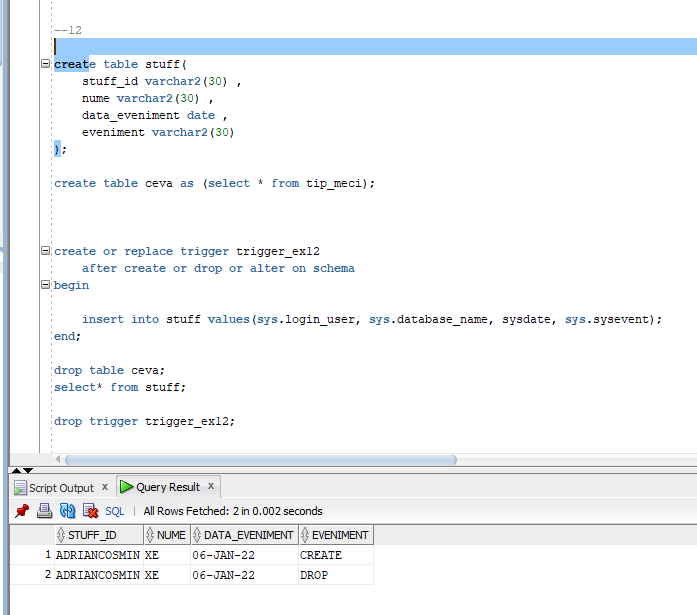 --12
create table stuff(
stuff_id varchar2(30) ,
nume varchar2(30) ,
data_eveniment date ,
eveniment varchar2(30)
);
create table ceva as (select * from tip_meci);
create or replace trigger trigger_ex12
after create or drop or alter on schema
begin
insert into stuff values(sys.login_user, sys.database_name, sysdate, sys.sysevent);
end;
drop table ceva;
select* from stuff;
drop trigger trigger_ex12;
Script Output x Query Result x
SQL | All Rows Fetched: 2 in 0.002 seconds
STUFF_ID NUME DATA_EVENIMENT EVENIMENT
1 ADRIANCOSMIN XE 06-JAN-22 CREATE
2 ADRIANCOSMIN XE 06-JAN-22 DROP